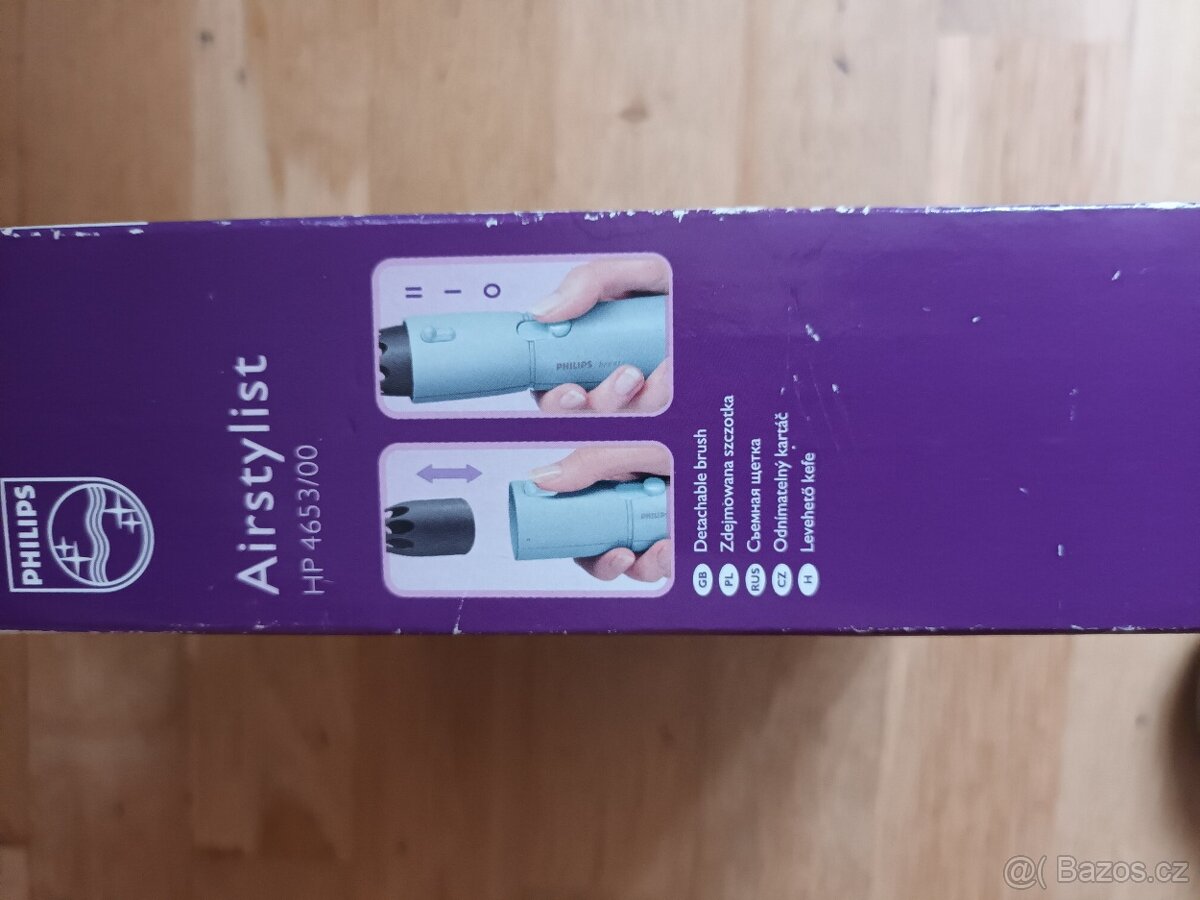 PHILIPS
Airstylist
HP 4653/00
II I O
PHILIPS
PHILIPS
GB Detachable brush
PL Zdejmowana szczotka
RUS Съемная щетка
CZ Odnímatelný kartáč
H Levehető kefe
@( Bazos.cz